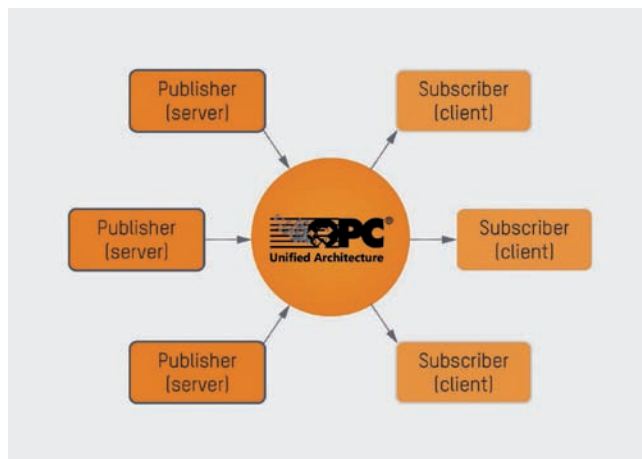 Publisher
(server)
Subscriber
(client)
Publisher
(server)
OPC®
Unified Architecture
Subscriber
(client)
Publisher
(server)
Subscriber
(client)